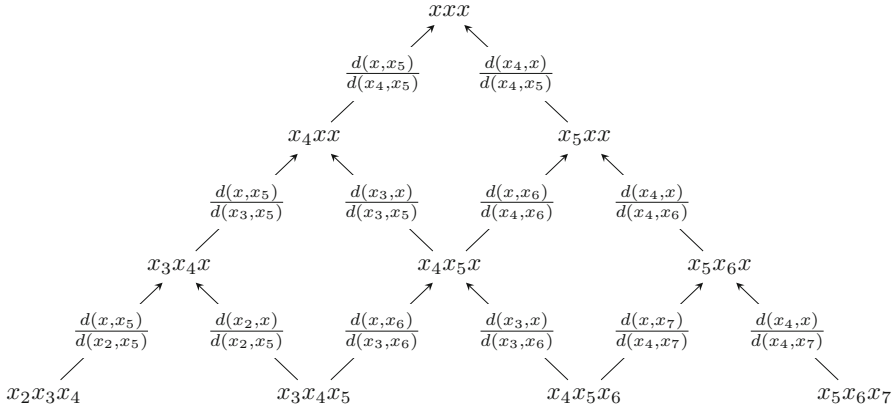 xxx
d(x,x₅)/d(x₄,x₅) d(x₄,x)/d(x₄,x₅)
x₄xx x₅xx
d(x,x₅)/d(x₃,x₅) d(x₃,x)/d(x₃,x₅) d(x,x₆)/d(x₄,x₆) d(x₄,x)/d(x₄,x₆)
x₃x₄x x₄x₅x x₅x₆x
d(x,x₅)/d(x₂,x₅) d(x₂,x)/d(x₂,x₅) d(x,x₆)/d(x₃,x₆) d(x₃,x)/d(x₃,x₆) d(x,x₇)/d(x₄,x₇) d(x₄,x)/d(x₄,x₇)
x₂x₃x₄ x₃x₄x₅ x₄x₅x₆ x₅x₆x₇